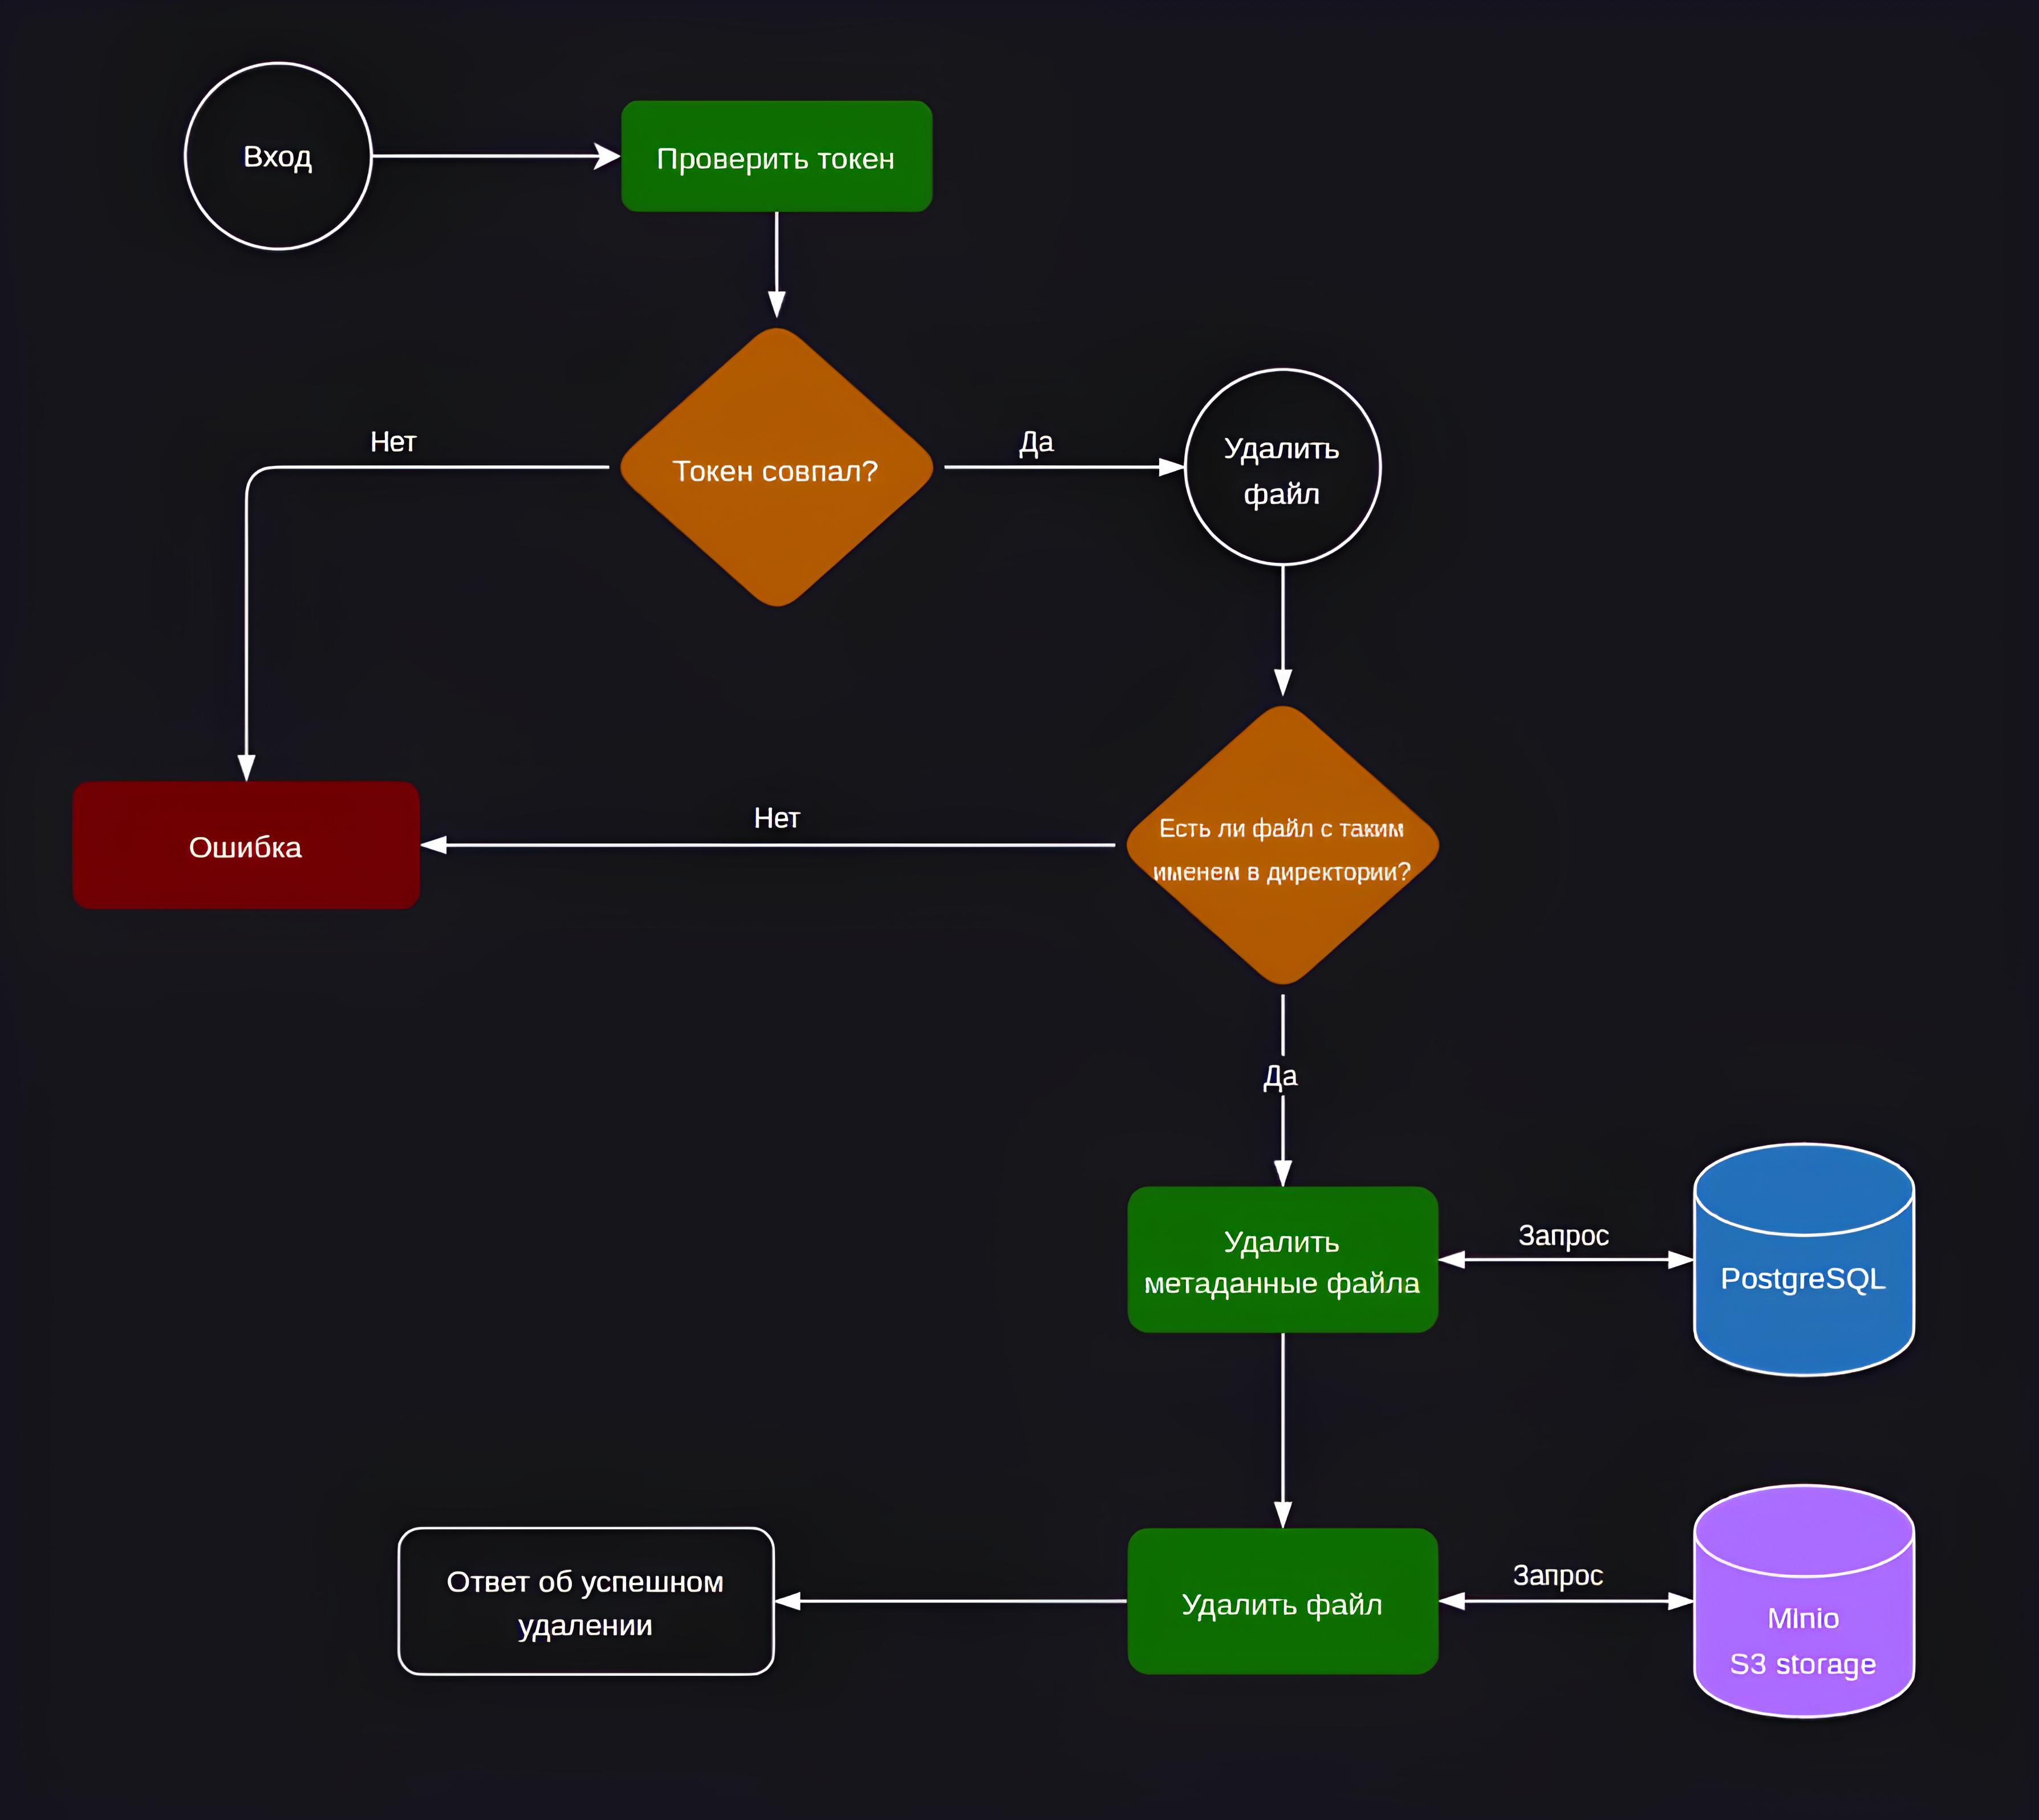 Вход
Проверить токен
Нет
Токен совпал?
Да
Удалить
файл
Ошибка
Нет
Есть ли файл с таким
именем в директории?
Да
Удалить
метаданные файла
Запрос
PostgreSQL
Ответ об успешном
удалении
Удалить файл
Запрос
Minio
S3 storage